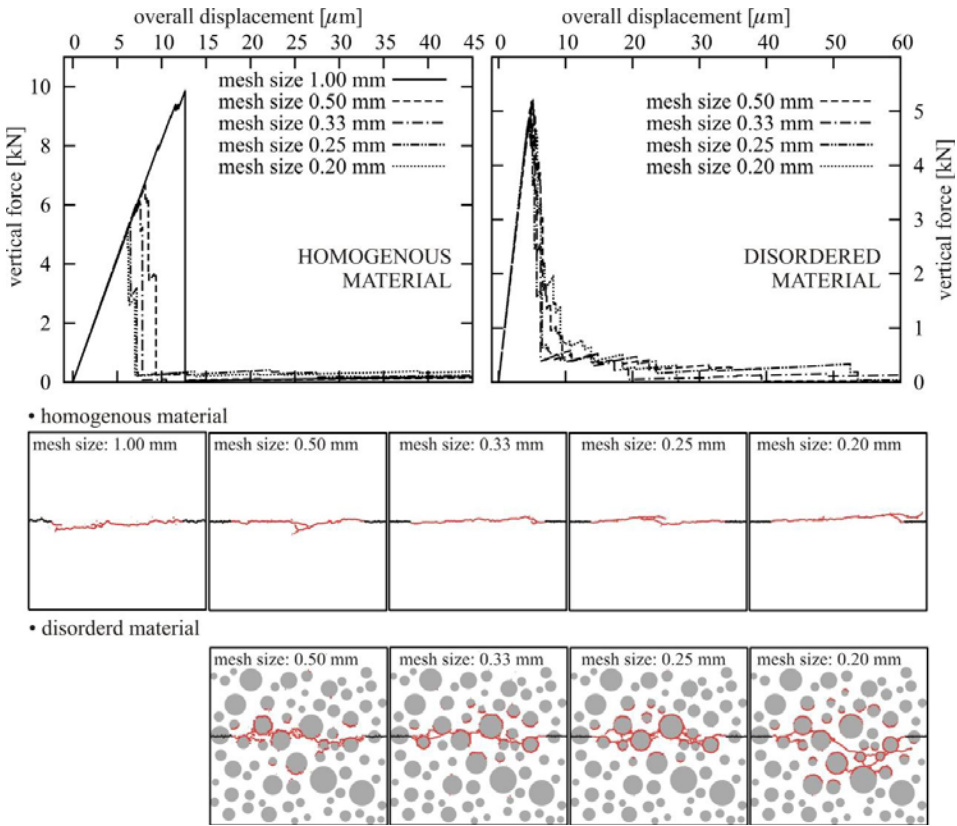 overall displacement [μm]
0 5 10 15 20 25 30 35 40 45
10
8
6
4
2
0
vertical force [kN]
mesh size 1.00 mm
mesh size 0.50 mm
mesh size 0.33 mm
mesh size 0.25 mm
mesh size 0.20 mm
HOMOGENOUS
MATERIAL
overall displacement [μm]
0 10 20 30 40 50 60
mesh size 0.50 mm
mesh size 0.33 mm
mesh size 0.25 mm
mesh size 0.20 mm
DISORDERED
MATERIAL
5
4
3
2
1
0
vertical force [kN]
• homogenous material
mesh size: 1.00 mm
mesh size: 0.50 mm
mesh size: 0.33 mm
mesh size: 0.25 mm
mesh size: 0.20 mm
• disorderd material
mesh size: 0.50 mm
mesh size: 0.33 mm
mesh size: 0.25 mm
mesh size: 0.20 mm